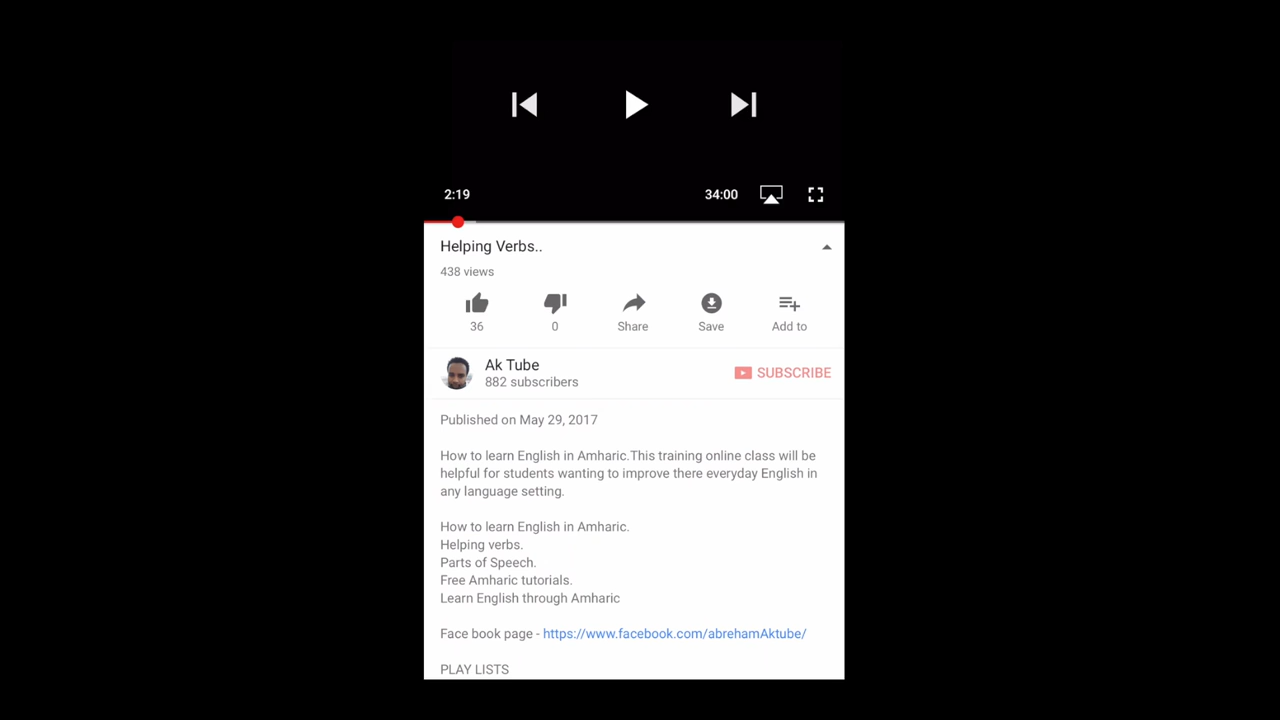 2:19 34:00
Helping Verbs..
438 views
36 0 Share Save Add to
Ak Tube
882 subscribers
SUBSCRIBE
Published on May 29, 2017
How to learn English in Amharic.This training online class will be
helpful for students wanting to improve there everyday English in
any language setting.
How to learn English in Amharic.
Helping verbs.
Parts of Speech.
Free Amharic tutorials.
Learn English through Amharic
Face book page - https://www.facebook.com/abrehamAktube/
PLAY LISTS